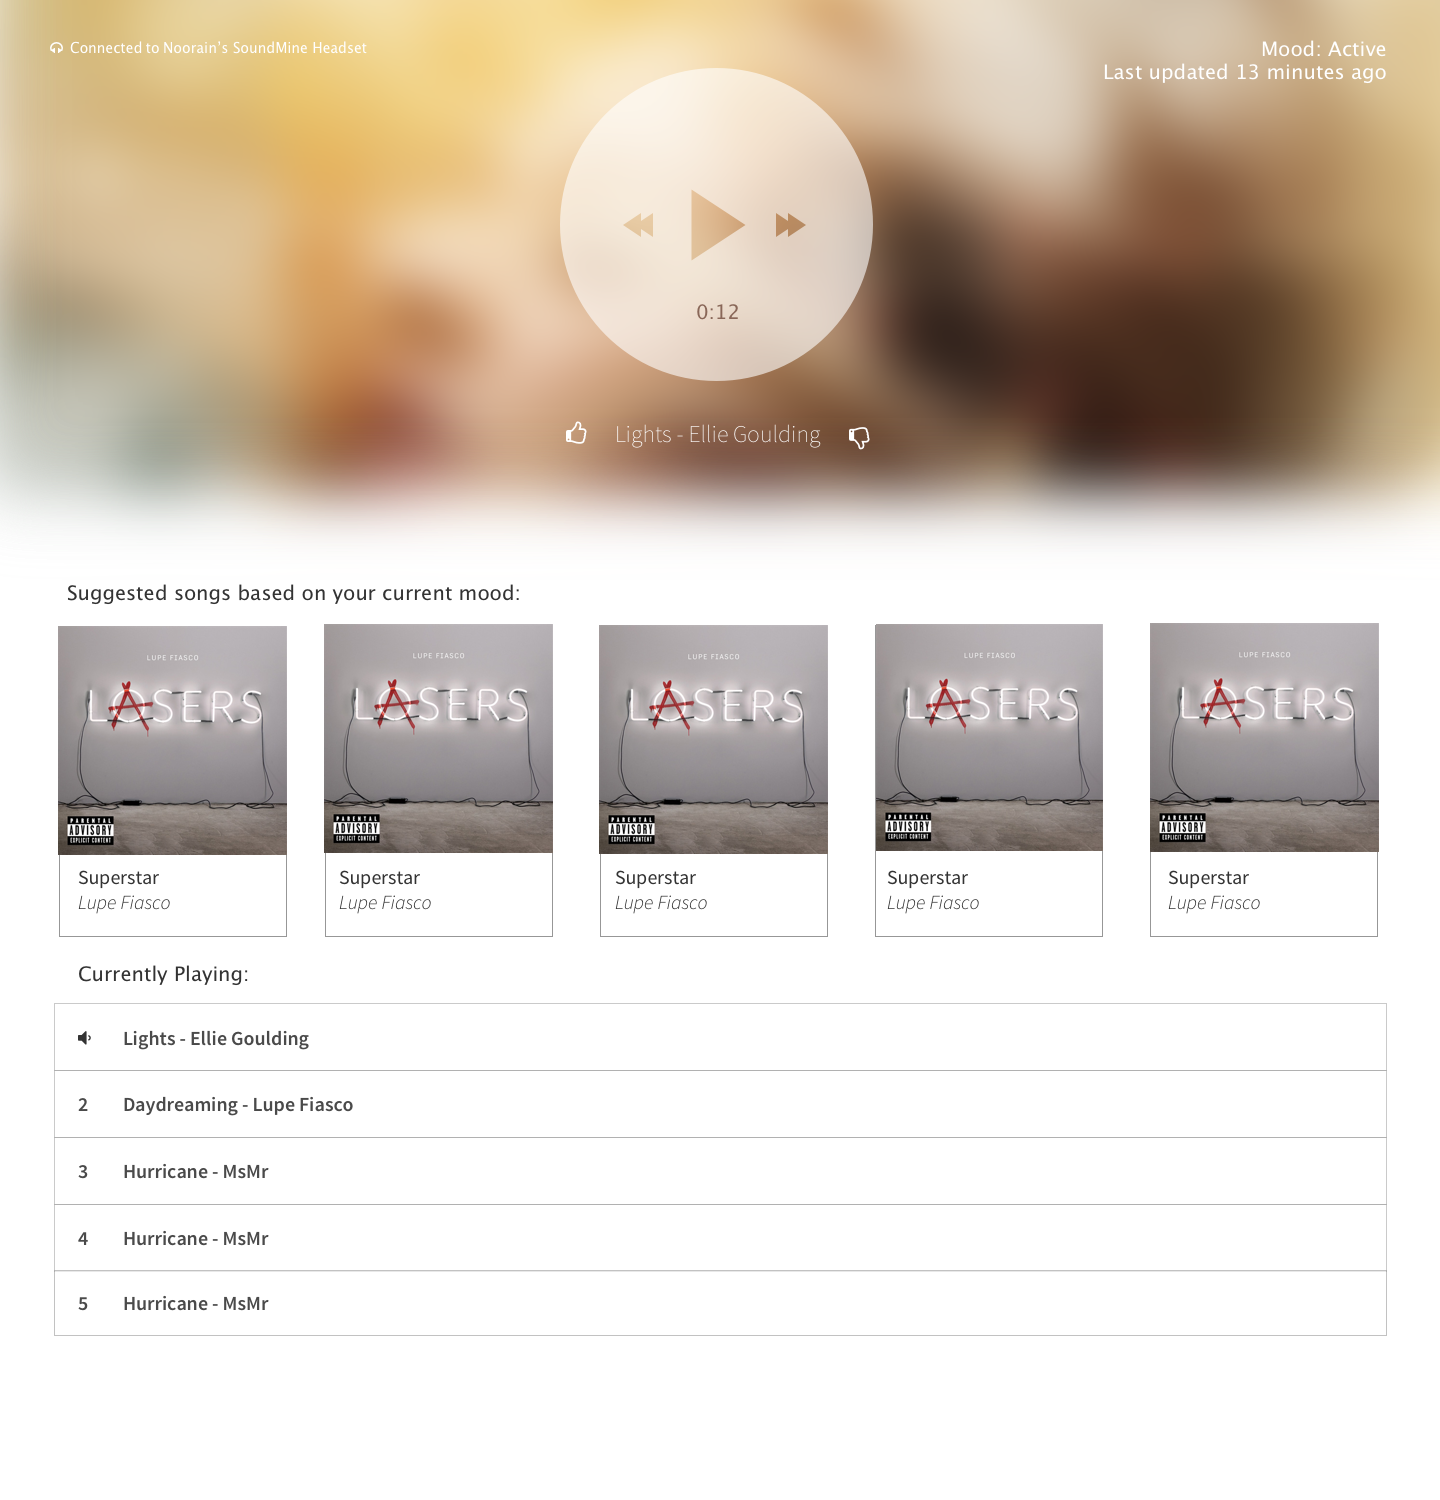 Connected to Noorain's SoundMine Headset
Mood: Active
Last updated 13 minutes ago
0:12
Lights - Ellie Goulding
Suggested songs based on your current mood:
LUPE FIASCO
LASERS
PARENTAL
ADVISORY
EXPLICIT CONTENT
Superstar
Lupe Fiasco
LUPE FIASCO
LASERS
PARENTAL
ADVISORY
EXPLICIT CONTENT
Superstar
Lupe Fiasco
LUPE FIASCO
LASERS
PARENTAL
ADVISORY
EXPLICIT CONTENT
Superstar
Lupe Fiasco
LUPE FIASCO
LASERS
PARENTAL
ADVISORY
EXPLICIT CONTENT
Superstar
Lupe Fiasco
LUPE FIASCO
LASERS
PARENTAL
ADVISORY
EXPLICIT CONTENT
Superstar
Lupe Fiasco
Currently Playing:
Lights - Ellie Goulding
2 Daydreaming - Lupe Fiasco
3 Hurricane - MsMr
4 Hurricane - MsMr
5 Hurricane - MsMr